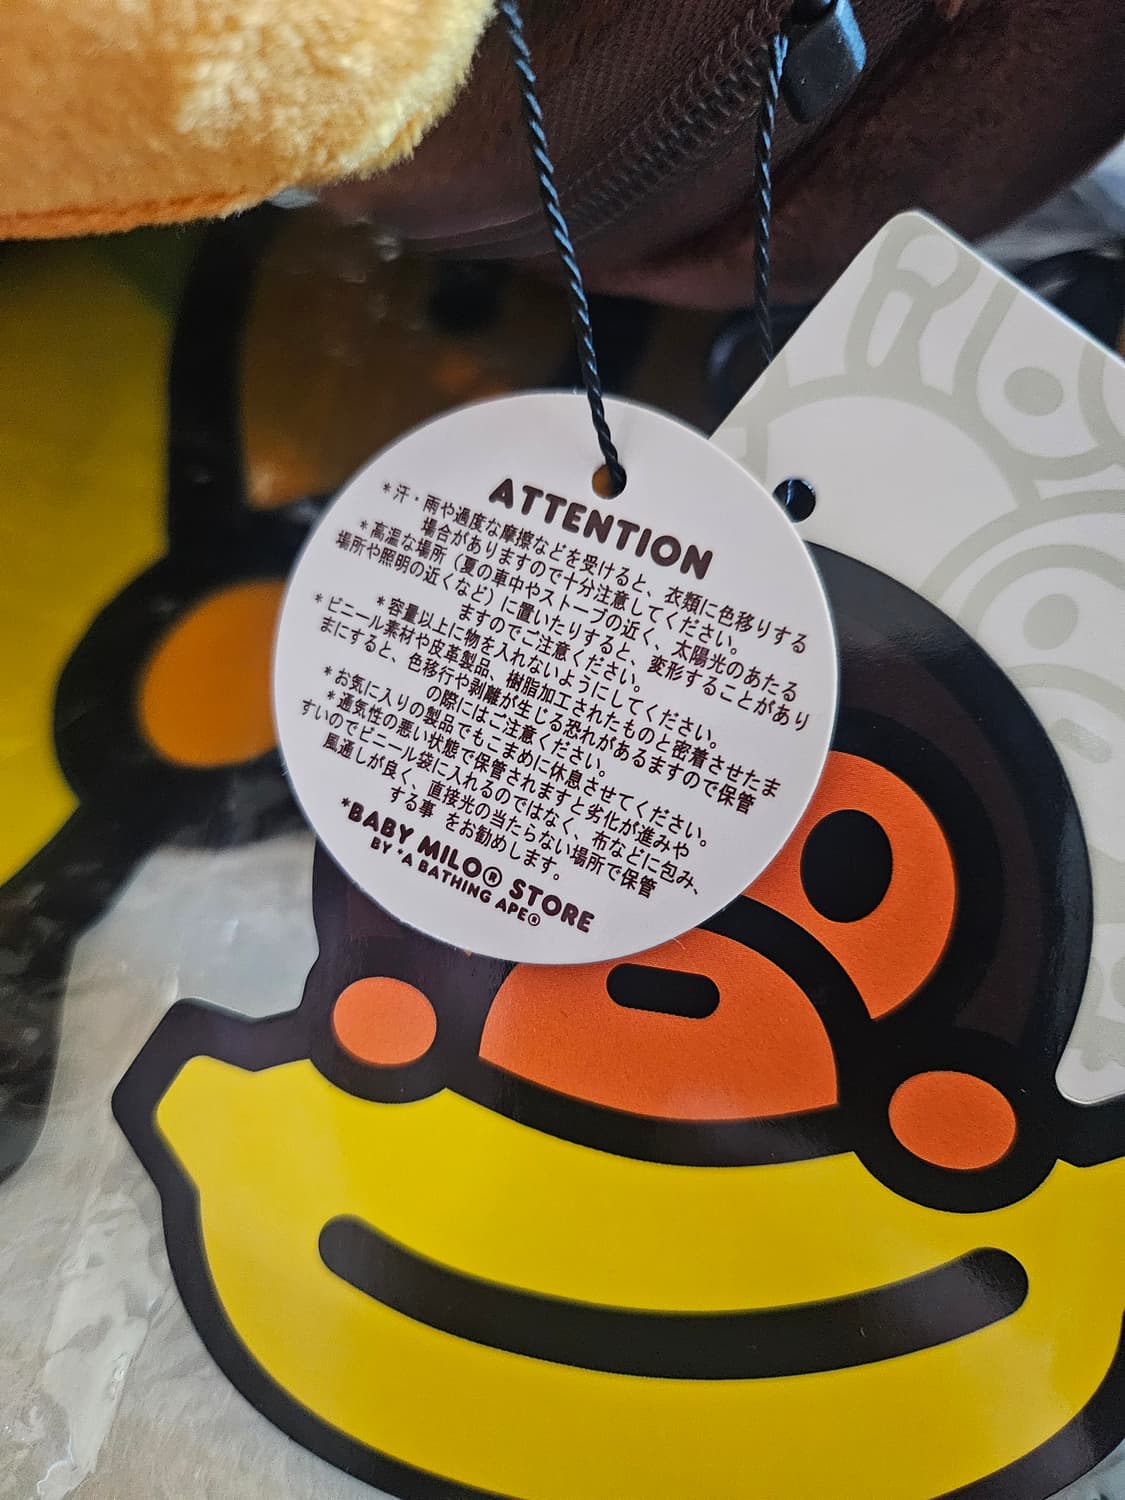 ATTENTION
*汗・雨や過度な摩擦などを受けると、衣類に色移りする
場合がありますので十分注意してください。
*高温な場所（夏の車中やストーブの近く、太陽光のあたる
場所や照明の近くなど）に置いたりすると、変形することがあり
ますのでご注意ください。
*容量以上に物を入れないようにしてください。
*ビニール素材や皮革製品、樹脂加工されたものと密着させたま
まにすると、色移行や剥離が生じる恐れがあるますので保管
の際にはご注意ください。
*お気に入りの製品でもこまめに休息させてください。
*通気性の悪い状態で保管されますと劣化が進みや
すいのでビニール袋に入れるのではなく、布などに包み、
風通しが良く、直接光の当たらない場所で保管
する事 をお勧めします。
*BABY MILO® STORE
BY *A BATHING APE®